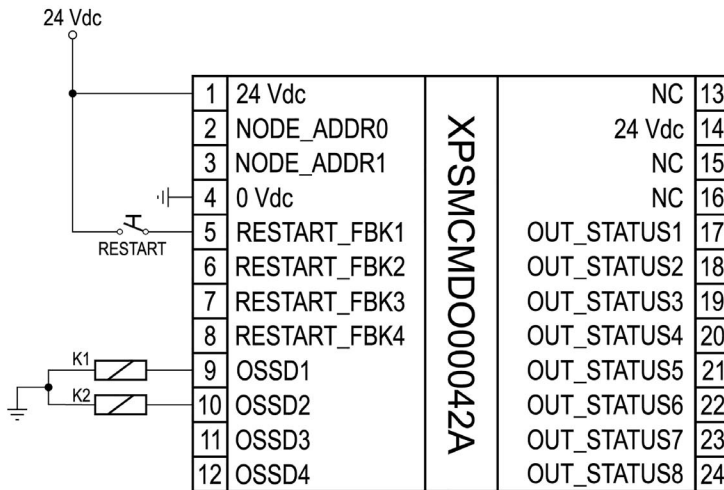 24 Vdc
1 24 Vdc
2 NODE_ADDR0
3 NODE_ADDR1
4 0 Vdc
5 RESTART_FBK1
RESTART
6 RESTART_FBK2
7 RESTART_FBK3
8 RESTART_FBK4
K1
9 OSSD1
K2
10 OSSD2
11 OSSD3
12 OSSD4
XPSMCMDO00042A
NC 13
24 Vdc 14
NC 15
NC 16
OUT_STATUS1 17
OUT_STATUS2 18
OUT_STATUS3 19
OUT_STATUS4 20
OUT_STATUS5 21
OUT_STATUS6 22
OUT_STATUS7 23
OUT_STATUS8 24